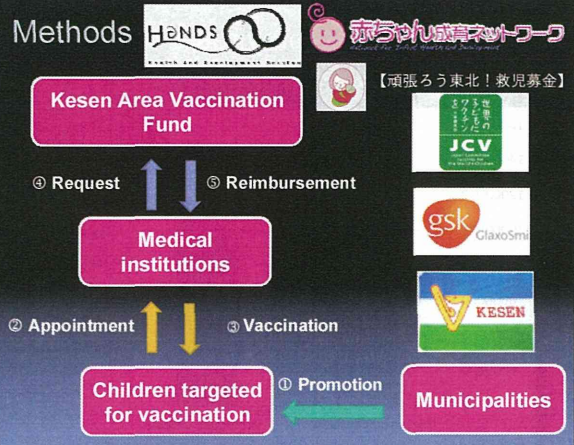 Methods
HANDS
Health And Development Service
赤ちゃん成育ネットワーク
Network for Infant Health and Development
【頑張ろう東北！救児募金】
Kesen Area Vaccination
Fund
世界の
子どもに
ワクチン
を
JCV
④ Request
⑤ Reimbursement
gsk
GlaxoSmi
Medical
institutions
KESEN
② Appointment
③ Vaccination
Children targeted
for vaccination
① Promotion
Municipalities